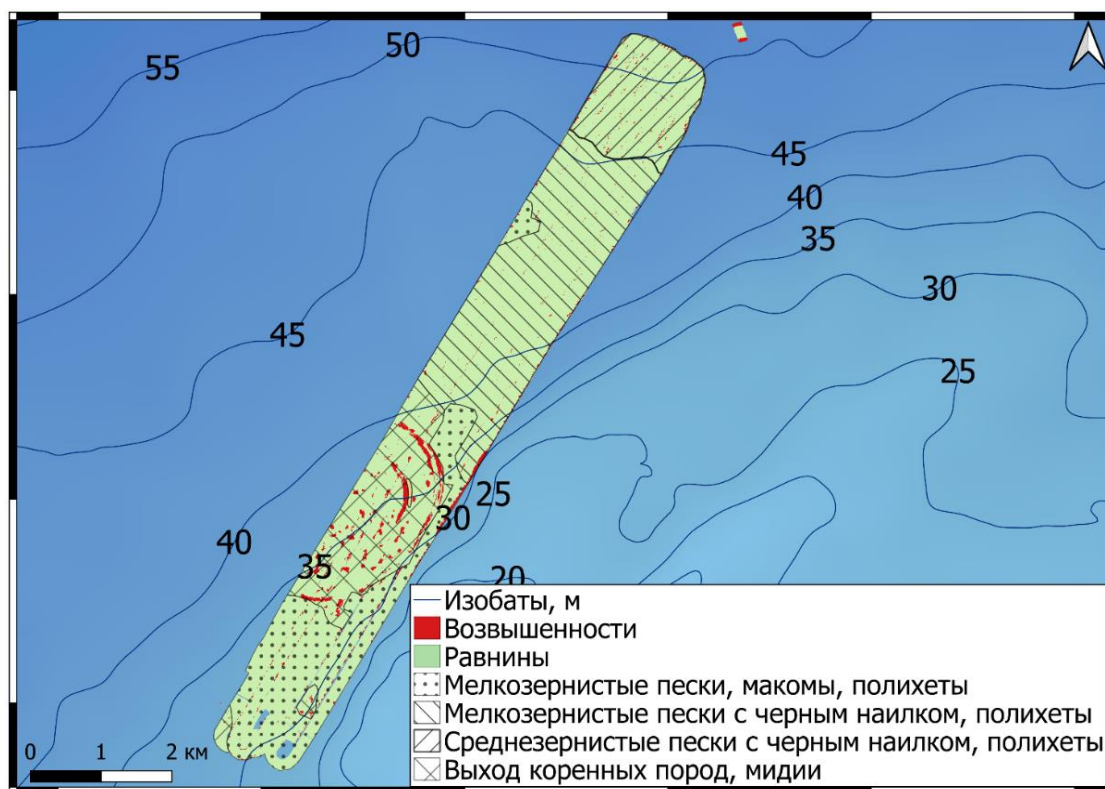 50
55
45
40
35
30
45
25
25
30
40
35
20
Изобаты, м
Возвышенности
Равнины
Мелкозернистые пески, макомы, полихеты
Мелкозернистые пески с черным наилком, полихеты
Среднезернистые пески с черным наилком, полихеты
Выход коренных пород, мидии
0 1 2 км